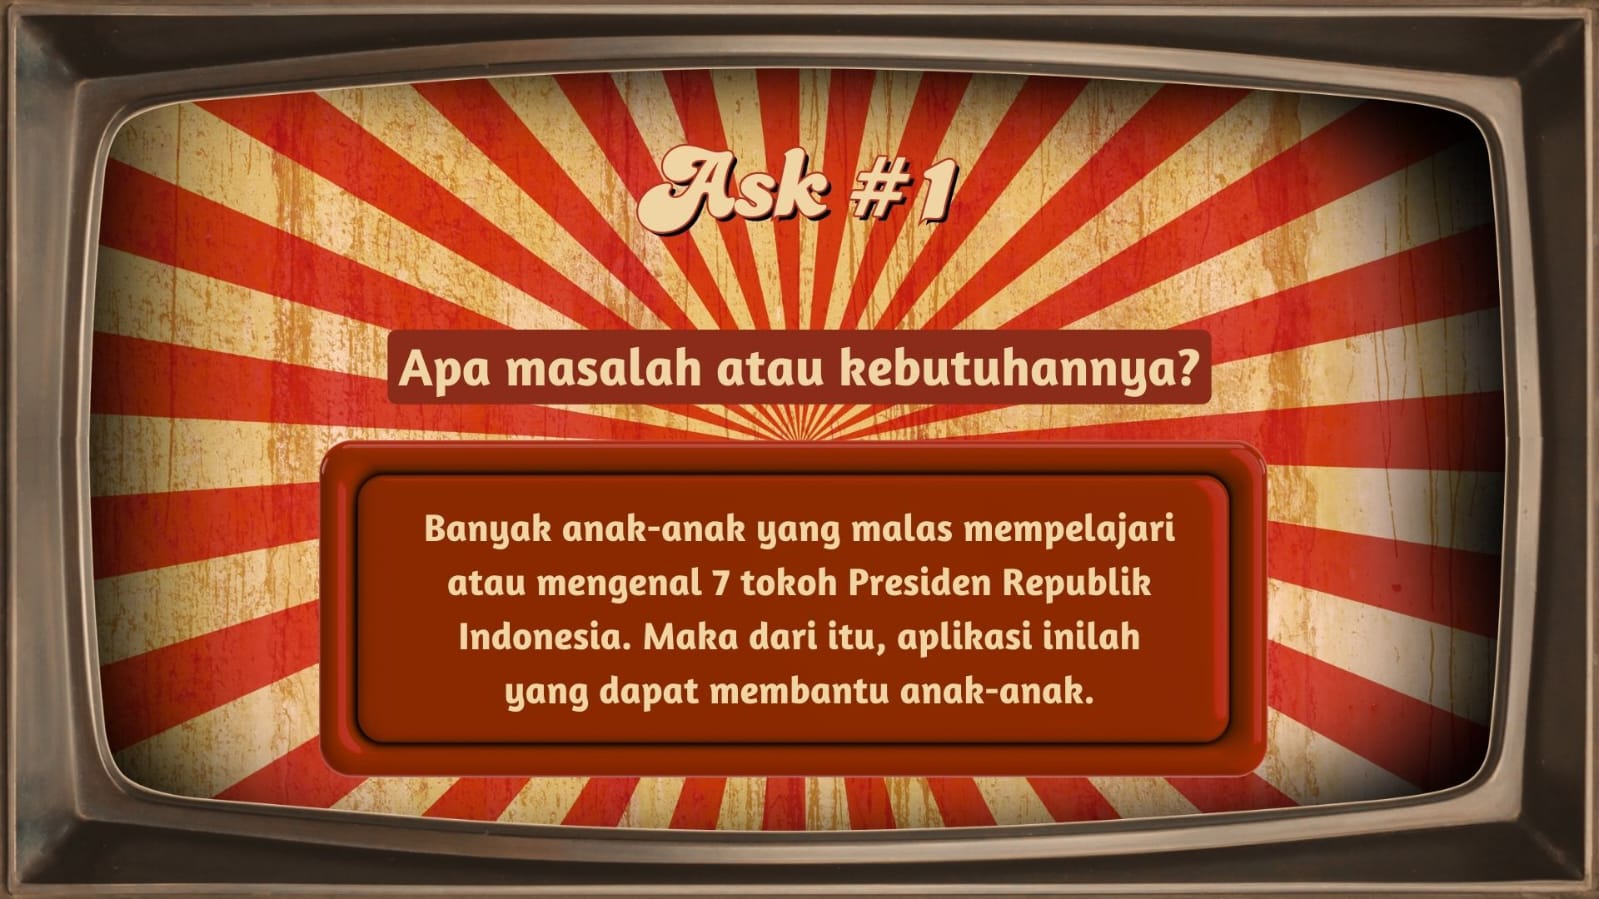 Ask #1
Apa masalah atau kebutuhannya?
Banyak anak-anak yang malas mempelajari
atau mengenal 7 tokoh Presiden Republik
Indonesia. Maka dari itu, aplikasi inilah
yang dapat membantu anak-anak.